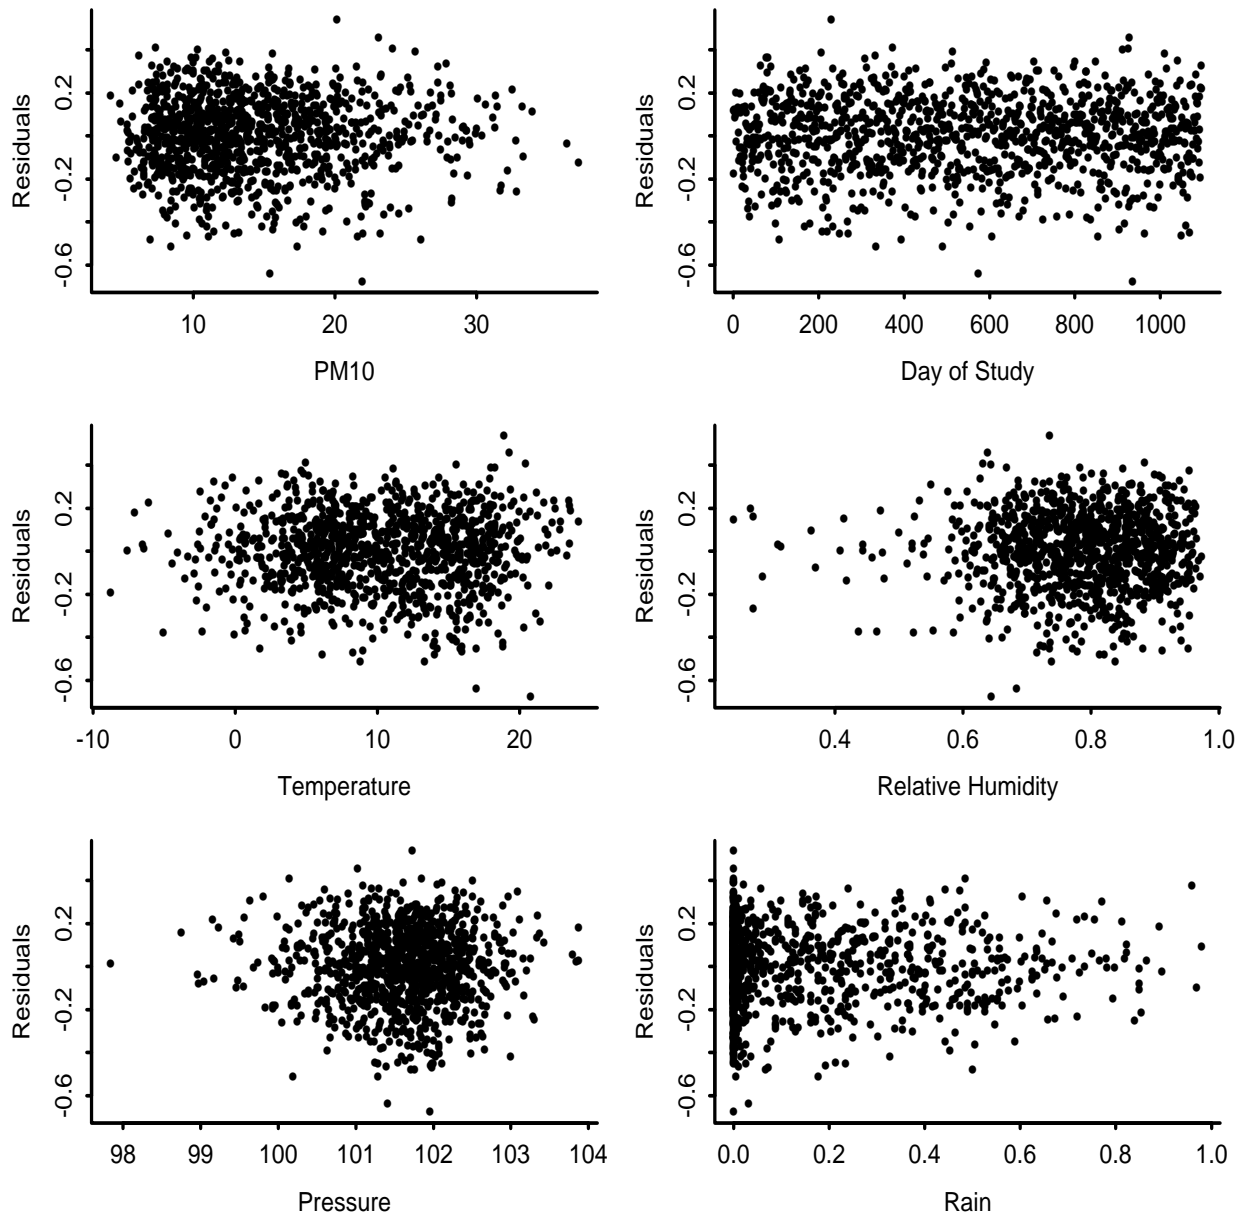 Residuals
0.2
-0.2
-0.6
10 20 30
PM10
Residuals
0.2
-0.2
-0.6
0 200 400 600 800 1000
Day of Study
Residuals
0.2
-0.2
-0.6
-10 0 10 20
Temperature
Residuals
0.2
-0.2
-0.6
0.4 0.6 0.8 1.0
Relative Humidity
Residuals
0.2
-0.2
-0.6
98 99 100 101 102 103 104
Pressure
Residuals
0.2
-0.2
-0.6
0.0 0.2 0.4 0.6 0.8 1.0
Rain